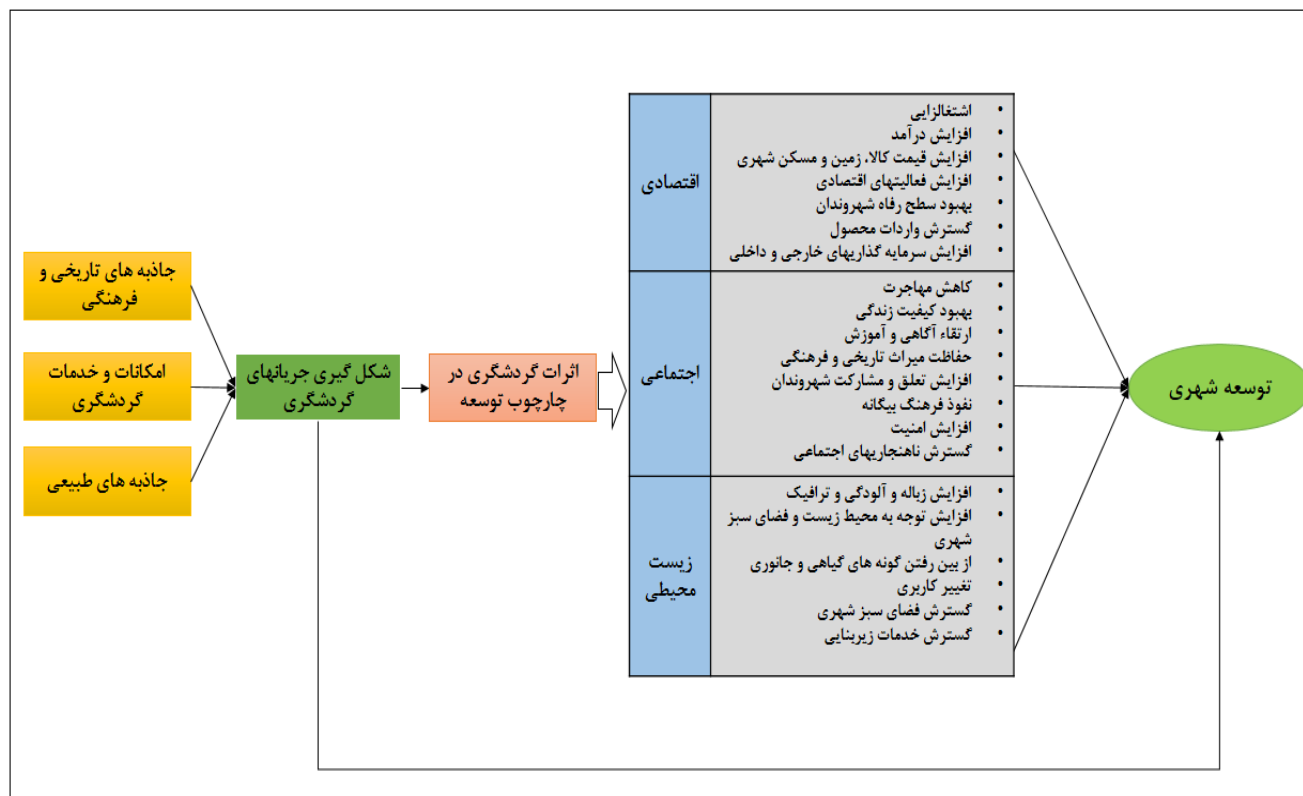 جاذبه های تاریخی و
فرهنگی
امکانات و خدمات
گردشگری
جاذبه های طبیعی
شکل گیری جریانهای
گردشگری
اثرات گردشگری در
چارچوب توسعه
اقتصادی
• اشتغالزایی
• افزایش درآمد
• افزایش قیمت کالا، زمین و مسکن شهری
• افزایش فعالیتهای اقتصادی
• بهبود سطح رفاه شهروندان
• گسترش واردات محصول
• افزایش سرمایه گذاریهای خارجی و داخلی
اجتماعی
• کاهش مهاجرت
• بهبود کیفیت زندگی
• ارتقاء آگاهی و آموزش
• حفاظت میراث تاریخی و فرهنگی
• افزایش تعلق و مشارکت شهروندان
• نفوذ فرهنگ بیگانه
• افزایش امنیت
• گسترش ناهنجاریهای اجتماعی
زیست
محیطی
• افزایش زباله و آلودگی و ترافیک
• افزایش توجه به محیط زیست و فضای سبز
شهری
• از بین رفتن گونه های گیاهی و جانوری
• تغییر کاربری
• گسترش فضای سبز شهری
• گسترش خدمات زیربنایی
توسعه شهری